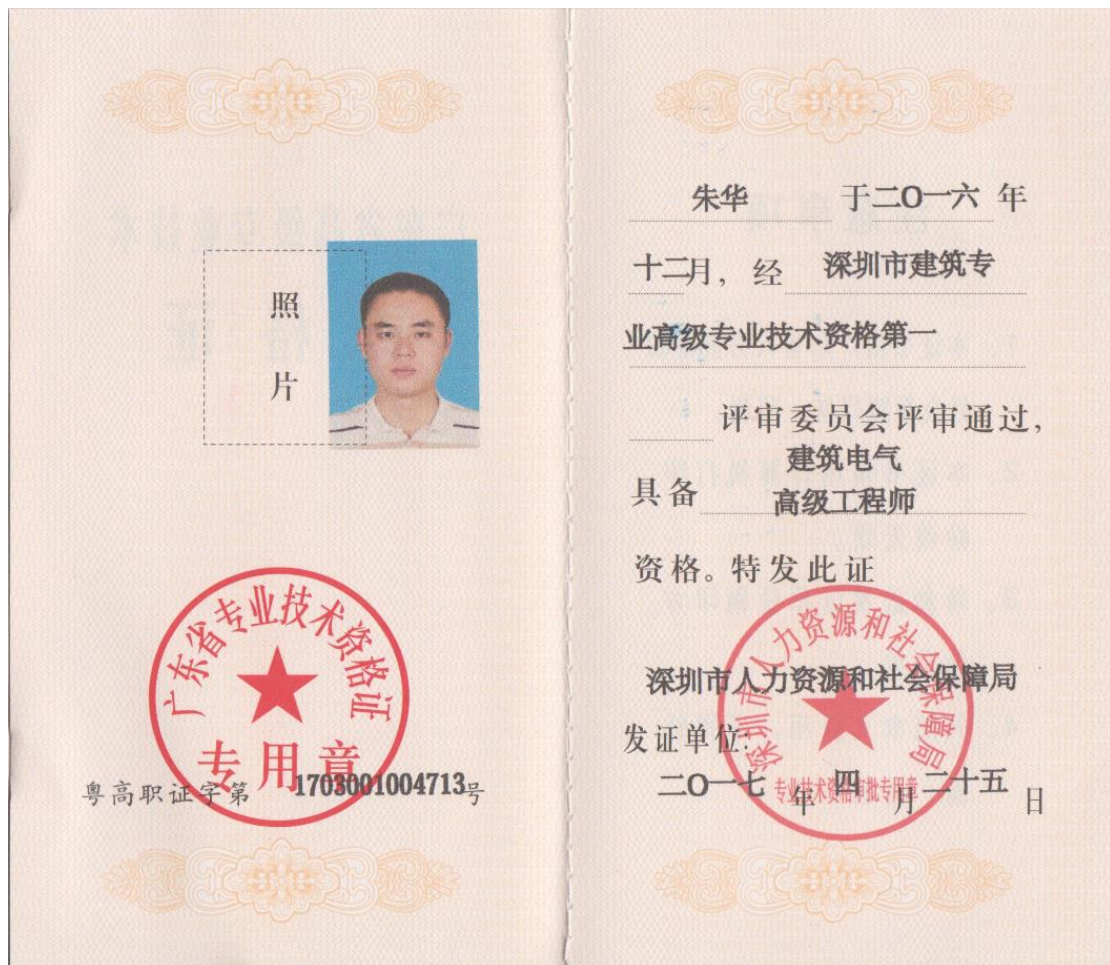 照
片
广东省专业技术资格证
专用章
粤高职证字第 1703001004713号
朱华 于二O一六 年
十二月，经 深圳市建筑专
业高级专业技术资格第一
评审委员会评审通过，
建筑电气
具备 高级工程师
资格。特发此证
深圳市人力资源和社会保障局
深圳市人力资源和社会保障局
发证单位：
专业技术资格审批专用章
二O一七 年 四 月 二十五 日